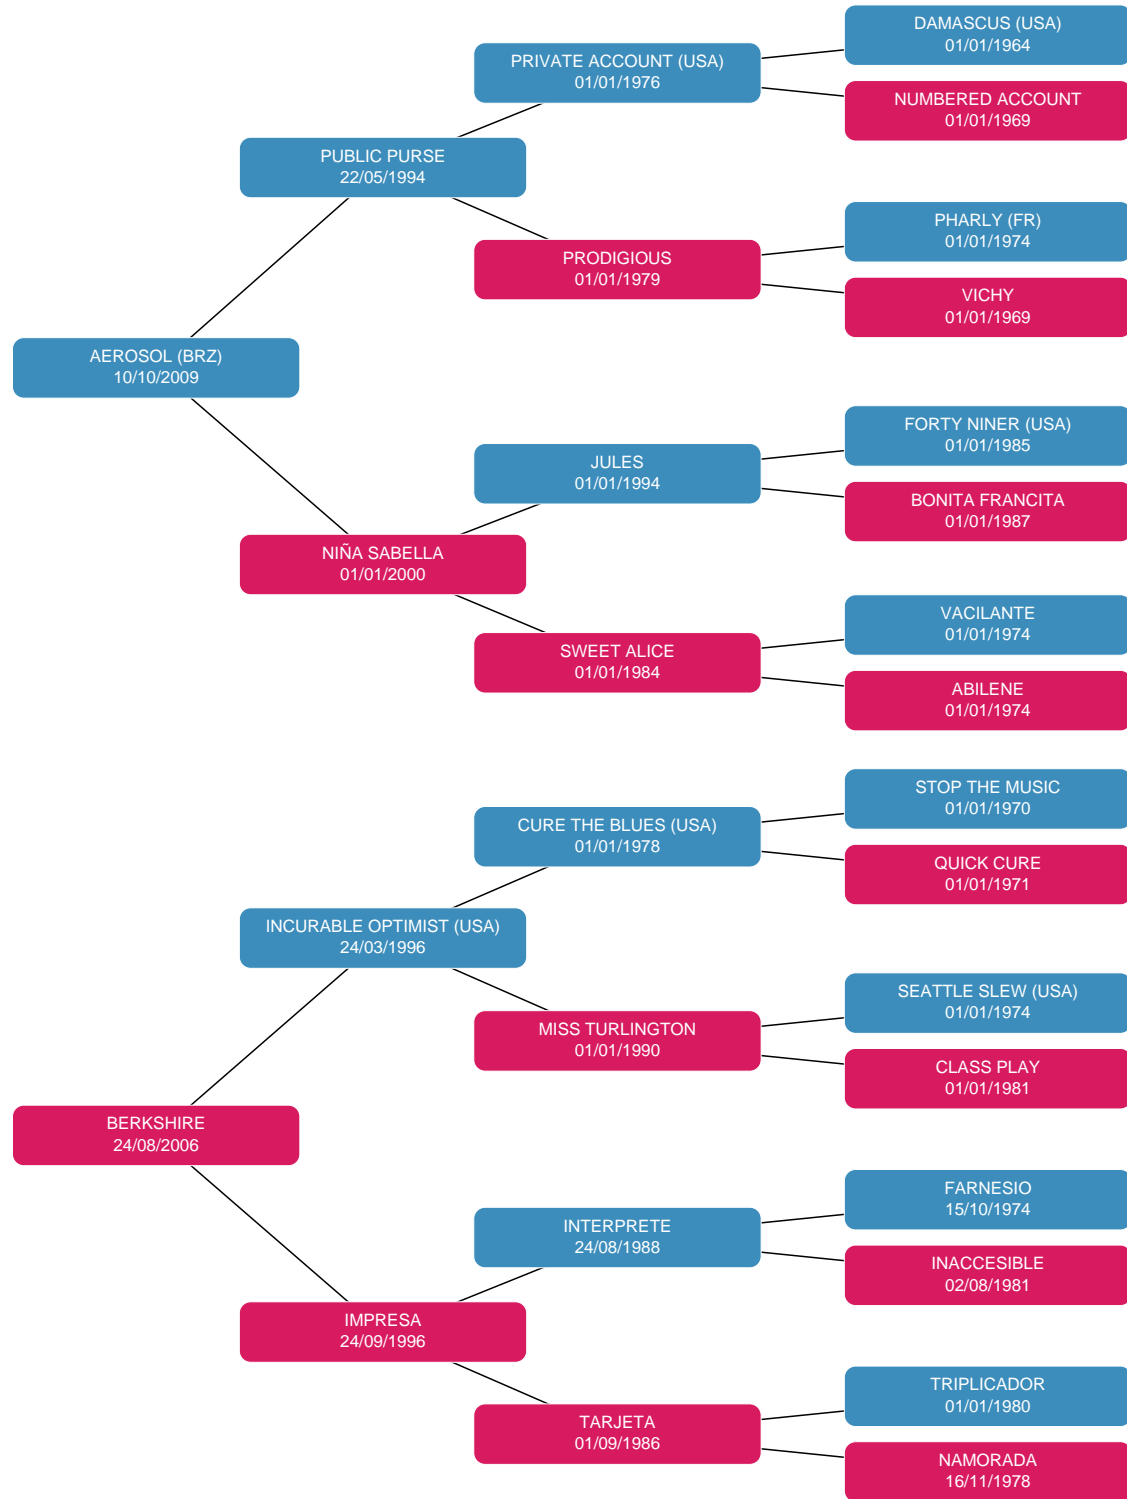 DAMASCUS (USA)
01/01/1964
PRIVATE ACCOUNT (USA)
01/01/1976
NUMBERED ACCOUNT
01/01/1969
PUBLIC PURSE
22/05/1994
PHARLY (FR)
01/01/1974
PRODIGIOUS
01/01/1979
VICHY
01/01/1969
AEROSOL (BRZ)
10/10/2009
FORTY NINER (USA)
01/01/1985
JULES
01/01/1994
BONITA FRANCITA
01/01/1987
NIÑA SABELLA
01/01/2000
VACILANTE
01/01/1974
SWEET ALICE
01/01/1984
ABILENE
01/01/1974
STOP THE MUSIC
01/01/1970
CURE THE BLUES (USA)
01/01/1978
QUICK CURE
01/01/1971
INCURABLE OPTIMIST (USA)
24/03/1996
SEATTLE SLEW (USA)
01/01/1974
MISS TURLINGTON
01/01/1990
CLASS PLAY
01/01/1981
BERKSHIRE
24/08/2006
FARNESIO
15/10/1974
INTERPRETE
24/08/1988
INACCESIBLE
02/08/1981
IMPRESA
24/09/1996
TRIPLICADOR
01/01/1980
TARJETA
01/09/1986
NAMORADA
16/11/1978